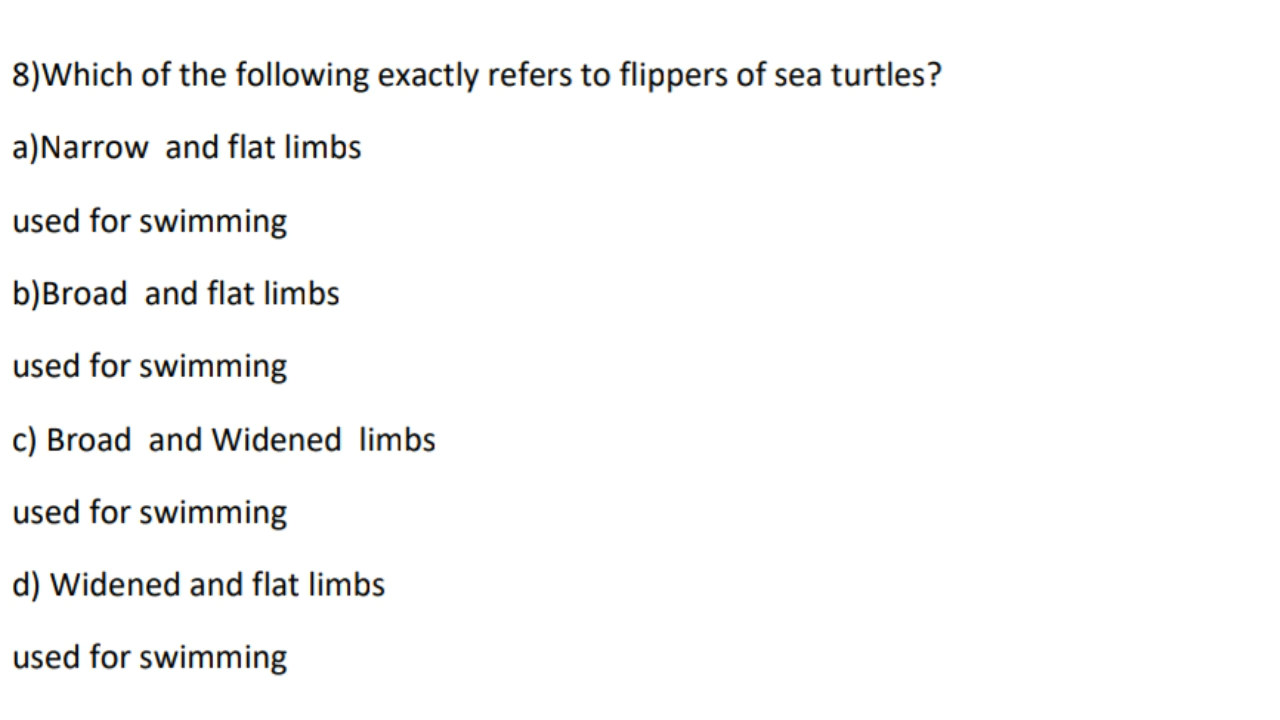 8)Which of the following exactly refers to flippers of sea turtles?
a)Narrow  and flat limbs
used for swimming
b)Broad  and flat limbs
used for swimming
c) Broad  and Widened  limbs
used for swimming
d) Widened and flat limbs
used for swimming